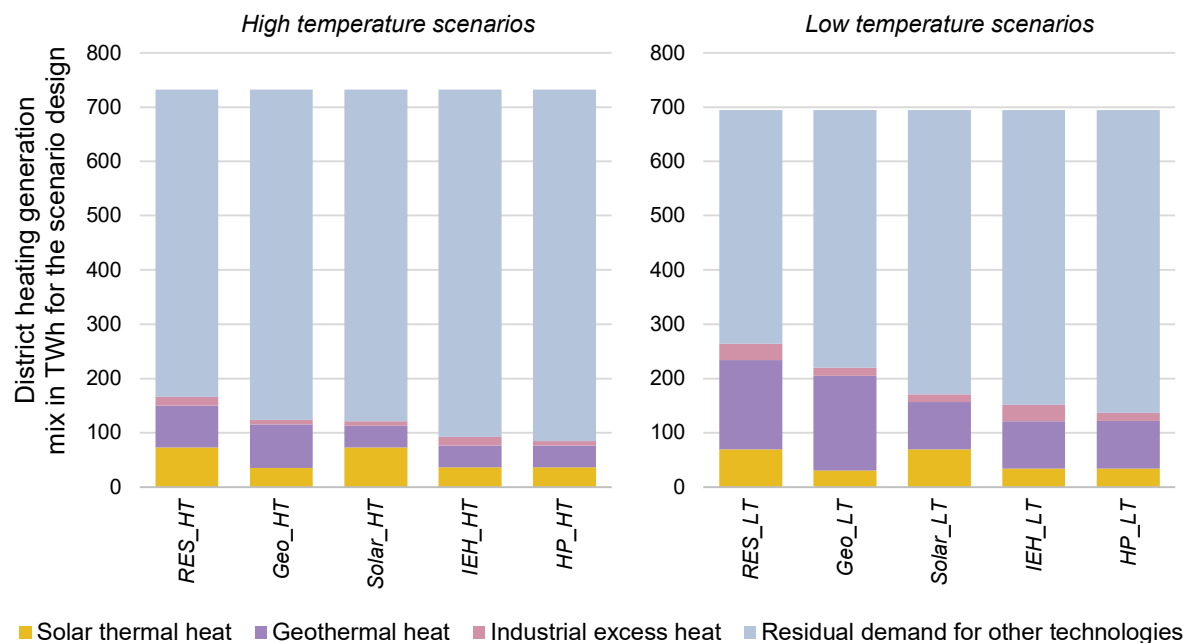 High temperature scenarios
Low temperature scenarios
District heating generation
mix in TWh for the scenario design
800
700
600
500
400
300
200
100
0
RES_HT
Geo_HT
Solar_HT
IEH_HT
HP_HT
800
700
600
500
400
300
200
100
0
RES_LT
Geo_LT
Solar_LT
IEH_LT
HP_LT
Solar thermal heat
Geothermal heat
Industrial excess heat
Residual demand for other technologies